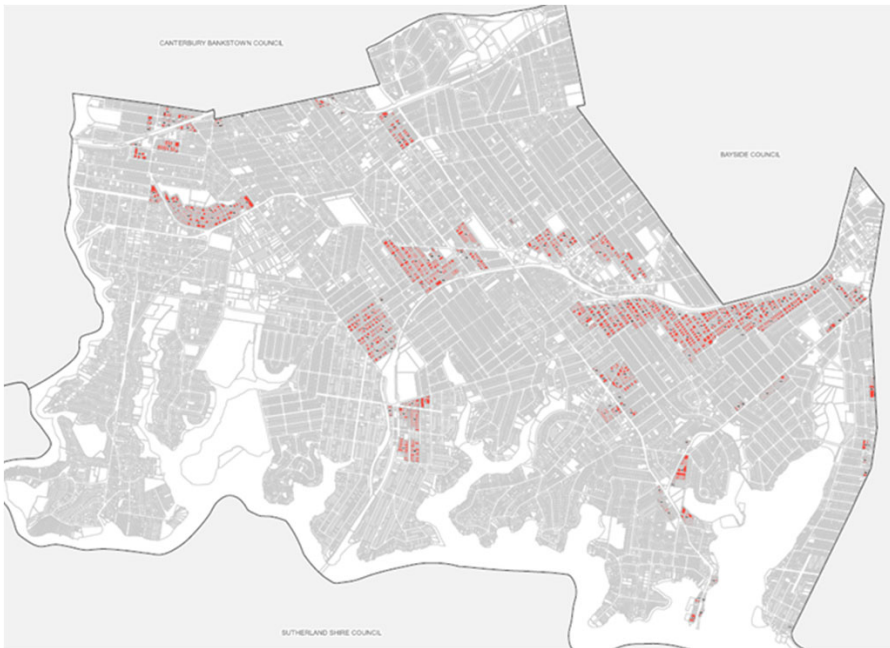 CANTERBURY BANKSTOWN COUNCIL
BAYSIDE COUNCIL
SUTHERLAND SHIRE COUNCIL